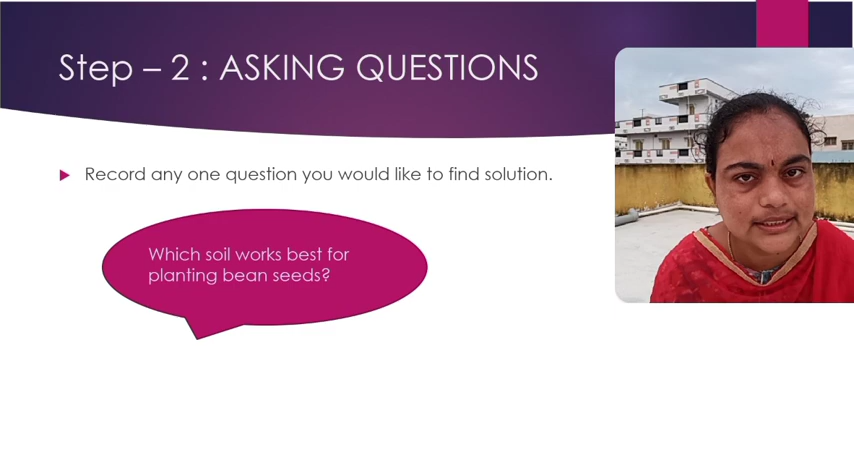 Step – 2 : ASKING QUESTIONS
Record any one question you would like to find solution.
Which soil works best for
planting bean seeds?